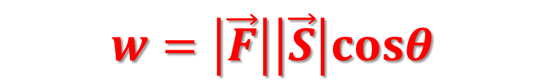 w = |F⃗||S⃗|cosθ